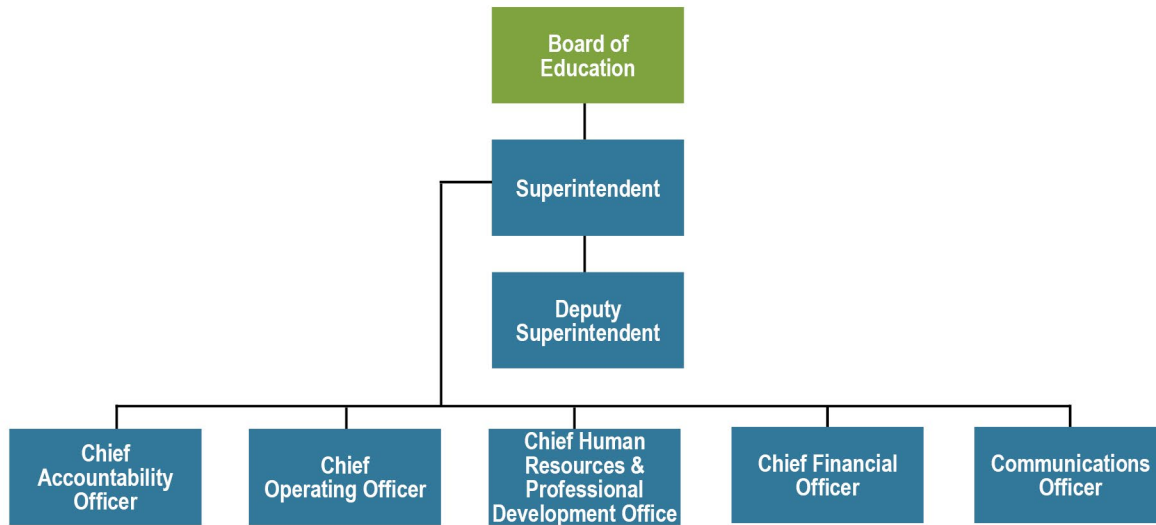 Board of
Education
Superintendent
Deputy
Superintendent
Chief
Accountability
Officer
Chief
Operating Officer
Chief Human
Resources &
Professional
Development Office
Chief Financial
Officer
Communications
Officer